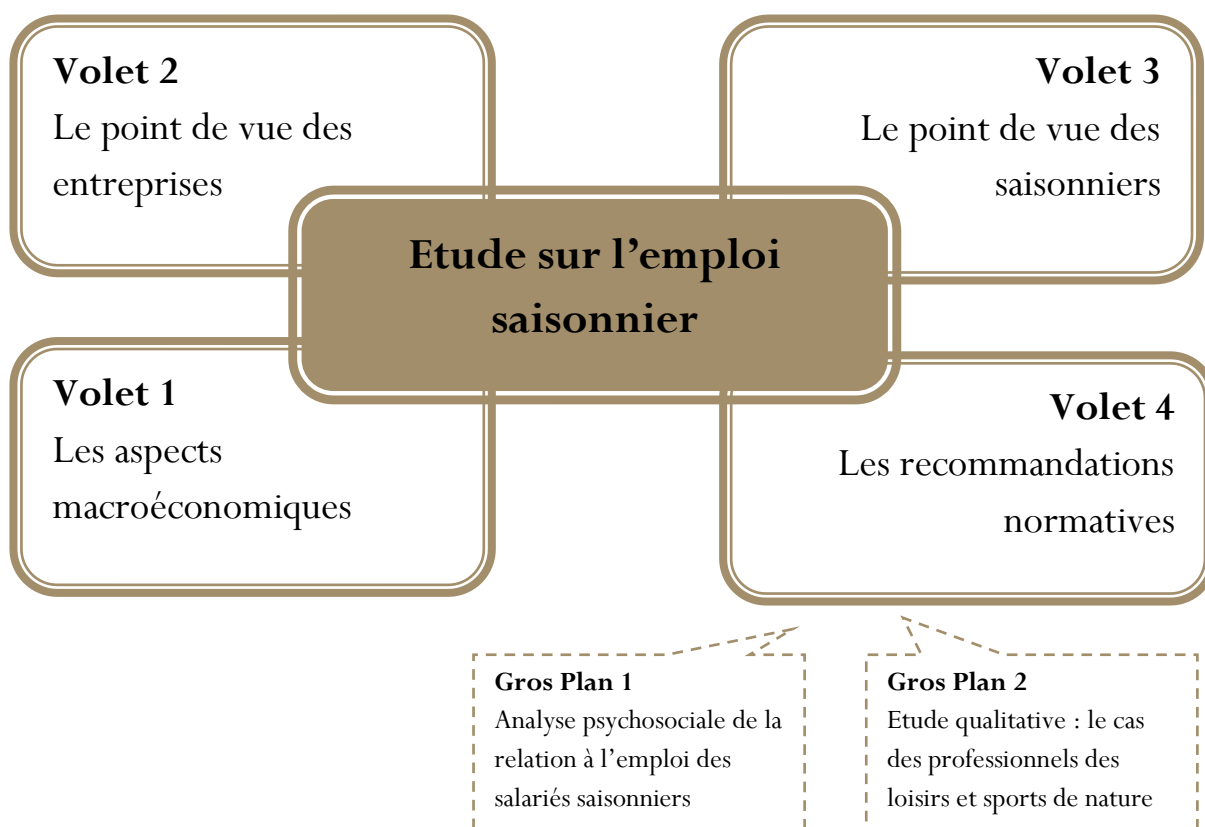 Volet 2
Le point de vue des
entreprises
Volet 3
Le point de vue des
saisonniers
Etude sur l’emploi
saisonnier
Volet 1
Les aspects
macroéconomiques
Volet 4
Les recommandations
normatives
Gros Plan 1
Analyse psychosociale de la
relation à l’emploi des
salariés saisonniers
Gros Plan 2
Etude qualitative : le cas
des professionnels des
loisirs et sports de nature